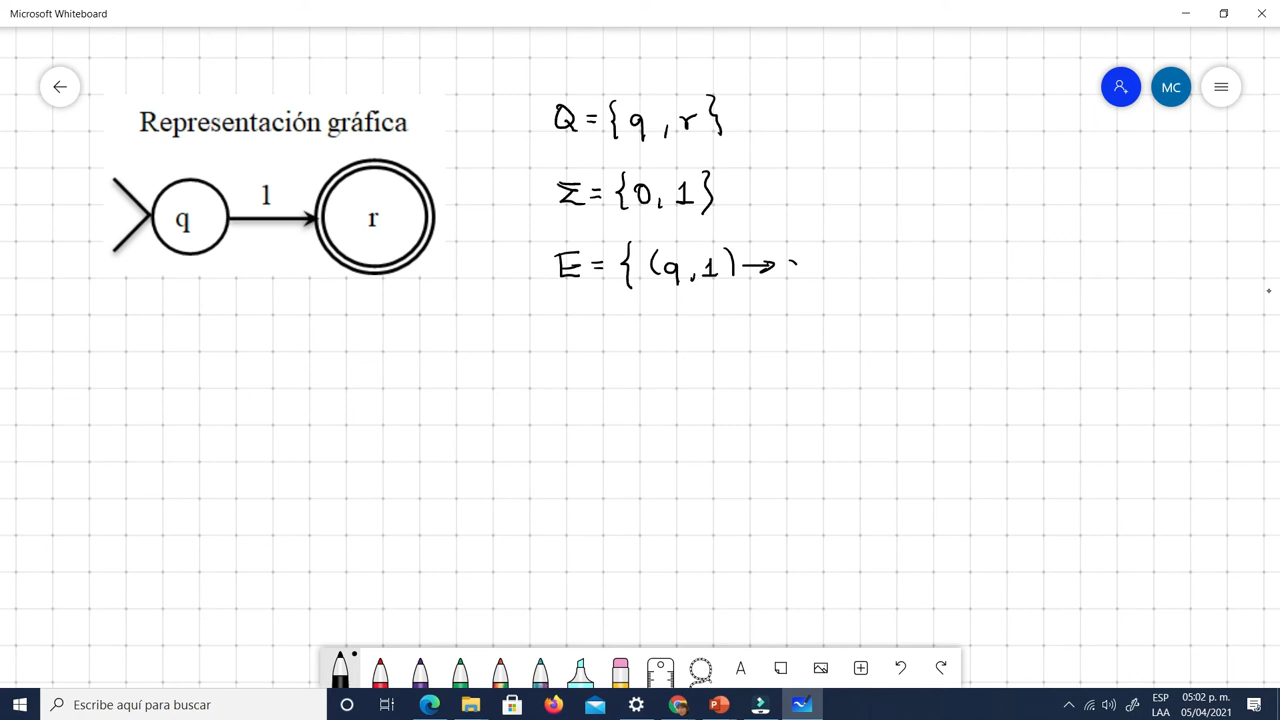 Microsoft Whiteboard
MC
Representación gráfica
q 1 r
Q = {q, r}
Σ = {0, 1}
E = { (q, 1) →
A
Escribe aquí para buscar
ESP
LAA
05:02 p. m.
05/04/2021